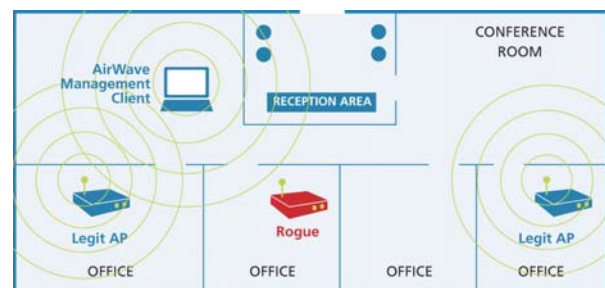 CONFERENCE
ROOM
AirWave
Management
Client
RECEPTION AREA
Legit AP
Rogue
Legit AP
OFFICE
OFFICE
OFFICE
OFFICE